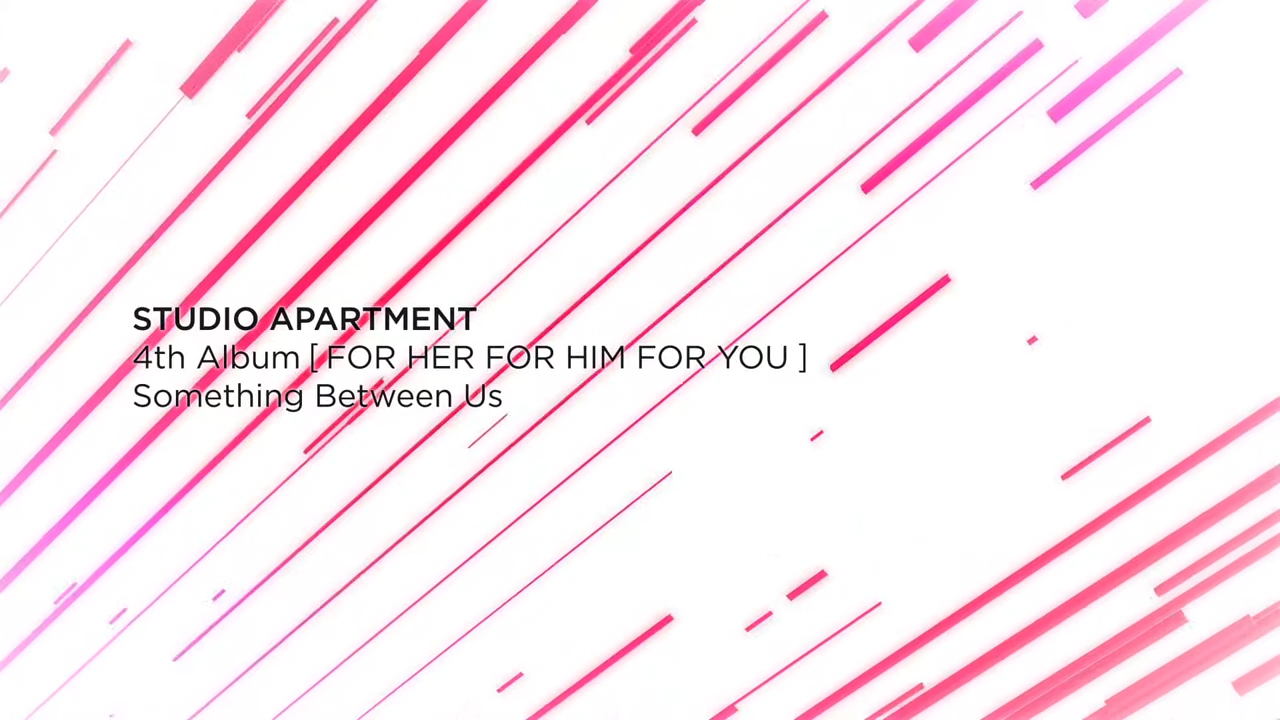 STUDIO APARTMENT
4th Album [ FOR HER FOR HIM FOR YOU ]
Something Between Us